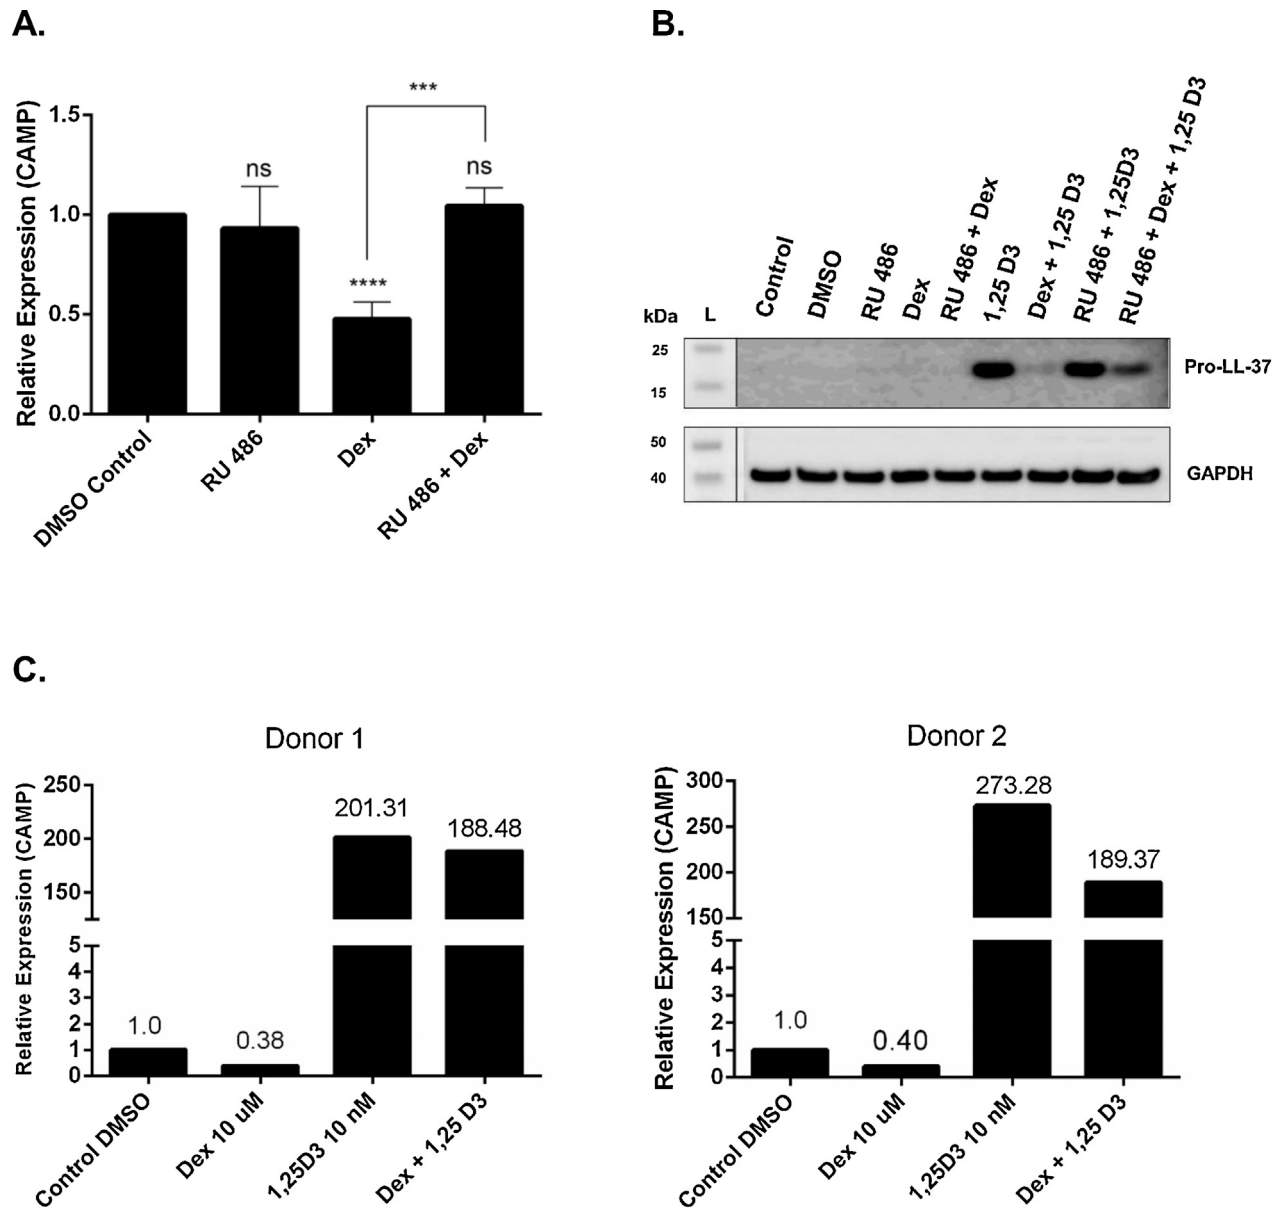 A.
Relative Expression (CAMP)
1.5
1.0
0.5
0.0
ns
****
***
ns
DMSO Control
RU 486
Dex
RU 486 + Dex
B.
Control
DMSO
RU 486
Dex
RU 486 + Dex
1,25 D3
Dex + 1,25 D3
RU 486 + 1,25D3
RU 486 + Dex + 1,25 D3
kDa
L
25
15
Pro-LL-37
50
40
GAPDH
C.
Donor 1
Relative Expression (CAMP)
250
200
150
5
4
3
2
1
0
1.0
0.38
201.31
188.48
Control DMSO
Dex 10 uM
1,25D3 10 nM
Dex + 1,25 D3
Donor 2
Relative Expression (CAMP)
300
250
200
150
5
4
3
2
1
0
1.0
0.40
273.28
189.37
Control DMSO
Dex 10 uM
1,25D3 10 nM
Dex + 1,25 D3